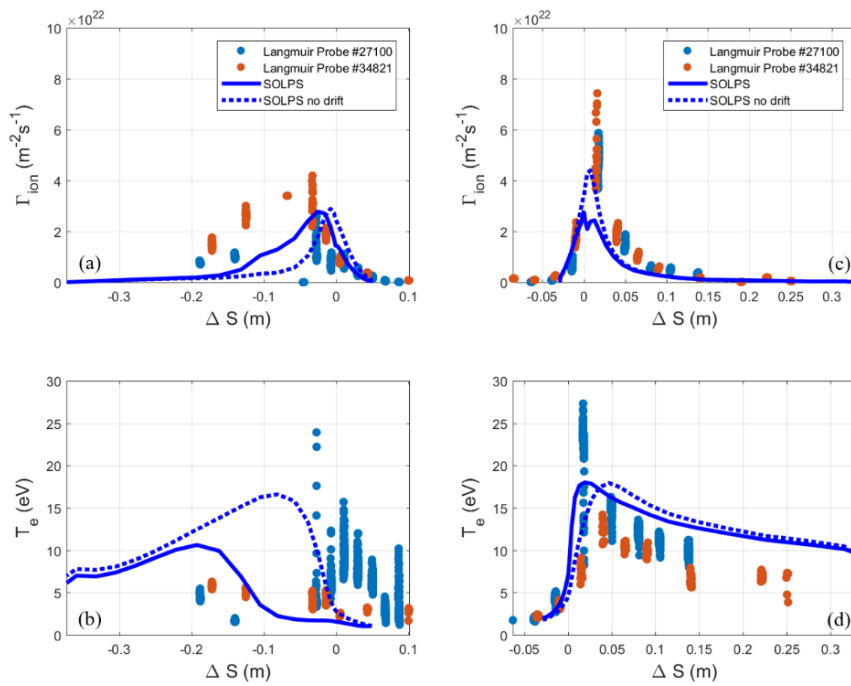 ×10^22
10
8
6
4
2
0
Γ_ion (m^-2 s^-1)
Langmuir Probe #27100
Langmuir Probe #34821
SOLPS
SOLPS no drift
(a)
-0.3 -0.2 -0.1 0 0.1
Δ S (m)
×10^22
10
8
6
4
2
0
Γ_ion (m^-2 s^-1)
Langmuir Probe #27100
Langmuir Probe #34821
SOLPS
SOLPS no drift
(c)
-0.05 0 0.05 0.1 0.15 0.2 0.25 0.3
Δ S (m)
30
25
20
15
10
5
0
T_e (eV)
(b)
-0.3 -0.2 -0.1 0 0.1
Δ S (m)
30
25
20
15
10
5
0
T_e (eV)
(d)
-0.05 0 0.05 0.1 0.15 0.2 0.25 0.3
Δ S (m)